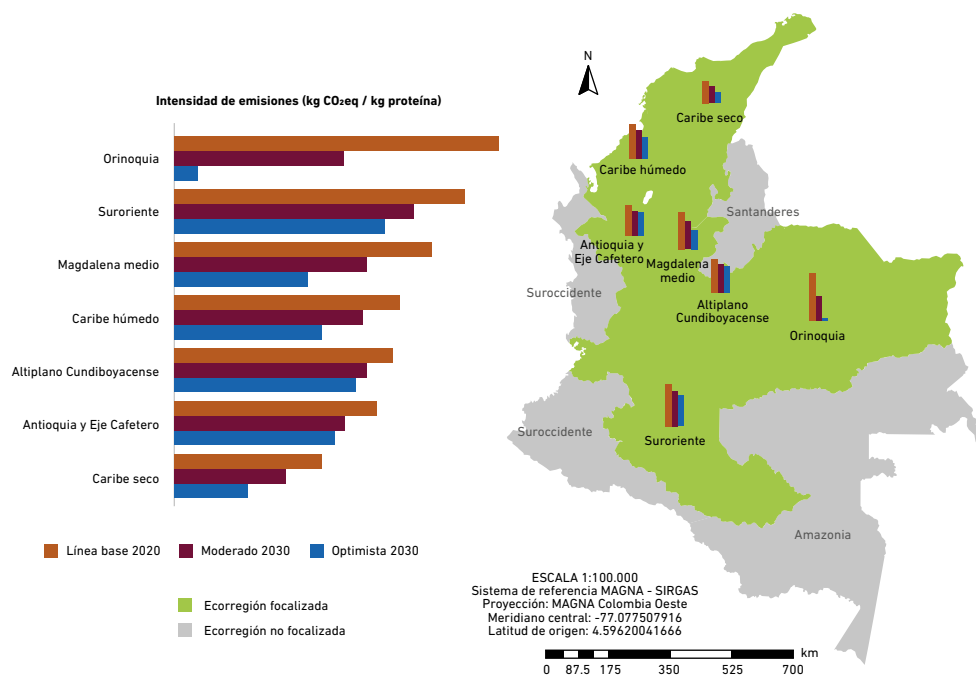 Intensidad de emisiones (kg CO₂eq / kg proteína)
Orinoquia
Suroriente
Magdalena medio
Caribe húmedo
Altiplano Cundiboyacense
Antioquia y Eje Cafetero
Caribe seco
Línea base 2020
Moderado 2030
Optimista 2030
Ecorregión focalizada
Ecorregión no focalizada
N
Caribe seco
Caribe húmedo
Santanderes
Antioquia y
Eje Cafetero
Magdalena
medio
Suroccidente
Altiplano
Cundiboyacense
Orinoquia
Suroccidente
Suroriente
Amazonia
ESCALA 1:100.000
Sistema de referencia MAGNA - SIRGAS
Proyección: MAGNA Colombia Oeste
Meridiano central: -77.077507916
Latitud de origen: 4.59620041666
km
0 87.5 175 350 525 700